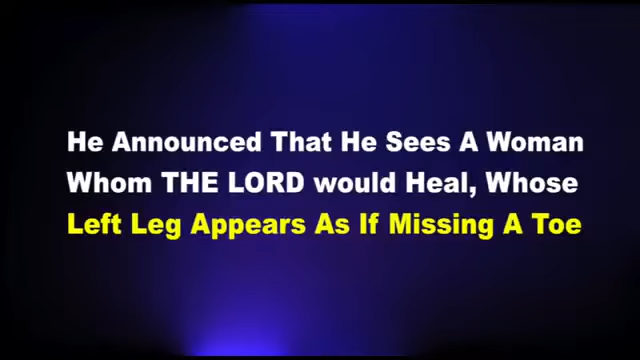 He Announced That He Sees A Woman
Whom THE LORD would Heal, Whose
Left Leg Appears As If Missing A Toe